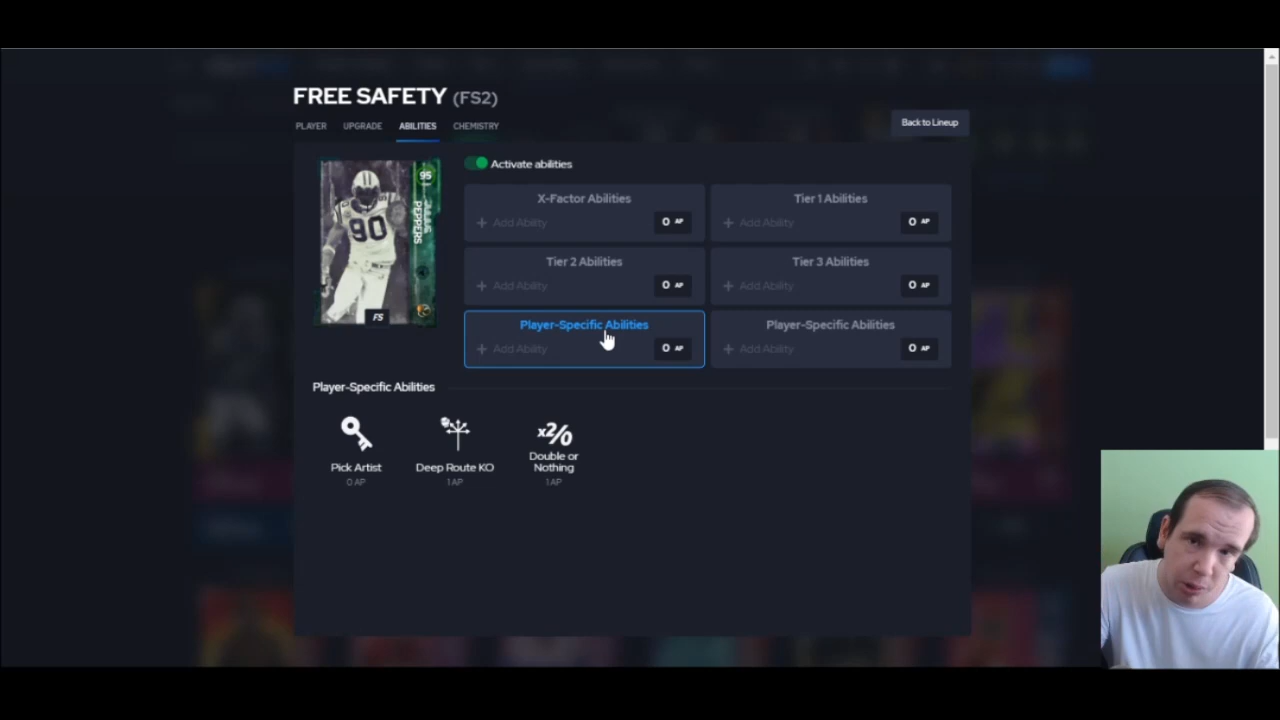 FREE SAFETY (FS2)
PLAYER UPGRADE ABILITIES CHEMISTRY
Back to Lineup
Activate abilities
95
PEPPERS
90
FS
X-Factor Abilities
+ Add Ability 0 AP
Tier 1 Abilities
+ Add Ability 0 AP
Tier 2 Abilities
+ Add Ability 0 AP
Tier 3 Abilities
+ Add Ability 0 AP
Player-Specific Abilities
+ Add Ability 0 AP
Player-Specific Abilities
+ Add Ability 0 AP
Player-Specific Abilities
Pick Artist
0 AP
Deep Route KO
1 AP
x2/0
Double or
Nothing
1 AP